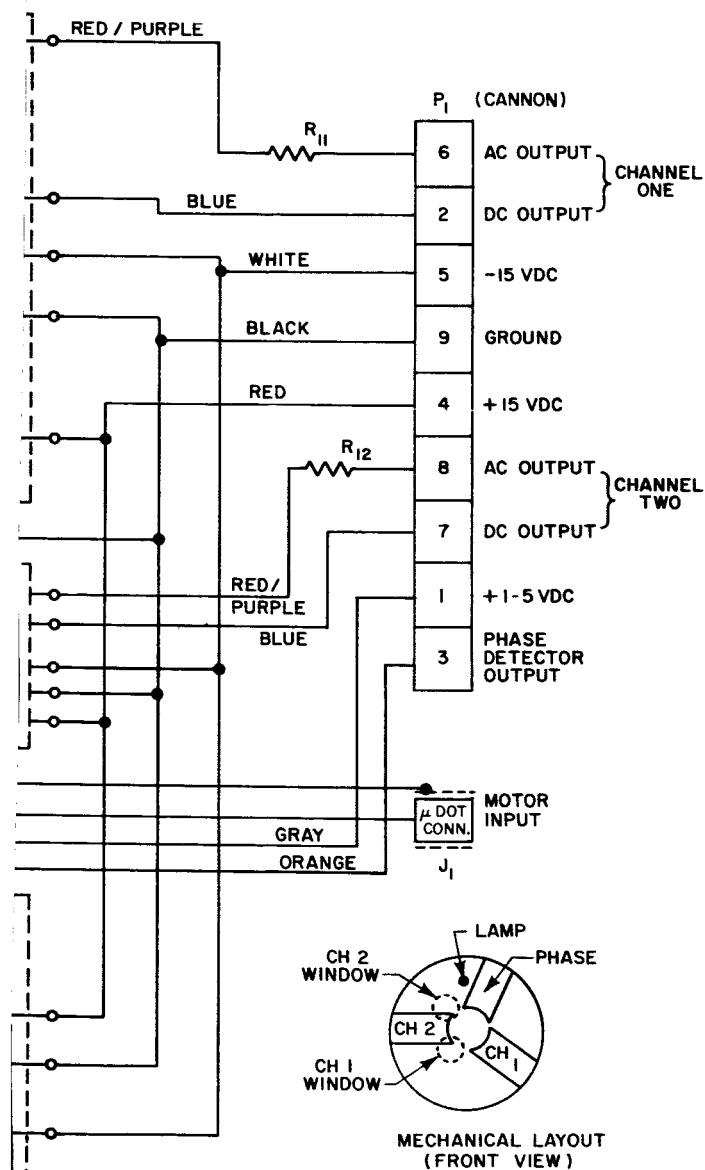 RED / PURPLE
P1 (CANNON)
R11
6 AC OUTPUT
CHANNEL
ONE
BLUE
2 DC OUTPUT
WHITE
5 -15 VDC
BLACK
9 GROUND
RED
4 +15 VDC
R12
8 AC OUTPUT
CHANNEL
TWO
7 DC OUTPUT
RED/
PURPLE
1 +1-5 VDC
BLUE
3 PHASE
DETECTOR
OUTPUT
MOTOR
INPUT
μ DOT
CONN.
GRAY
ORANGE
J1
LAMP
CH 2
WINDOW
PHASE
CH 2
CH 1
CH 1
WINDOW
MECHANICAL LAYOUT
(FRONT VIEW)